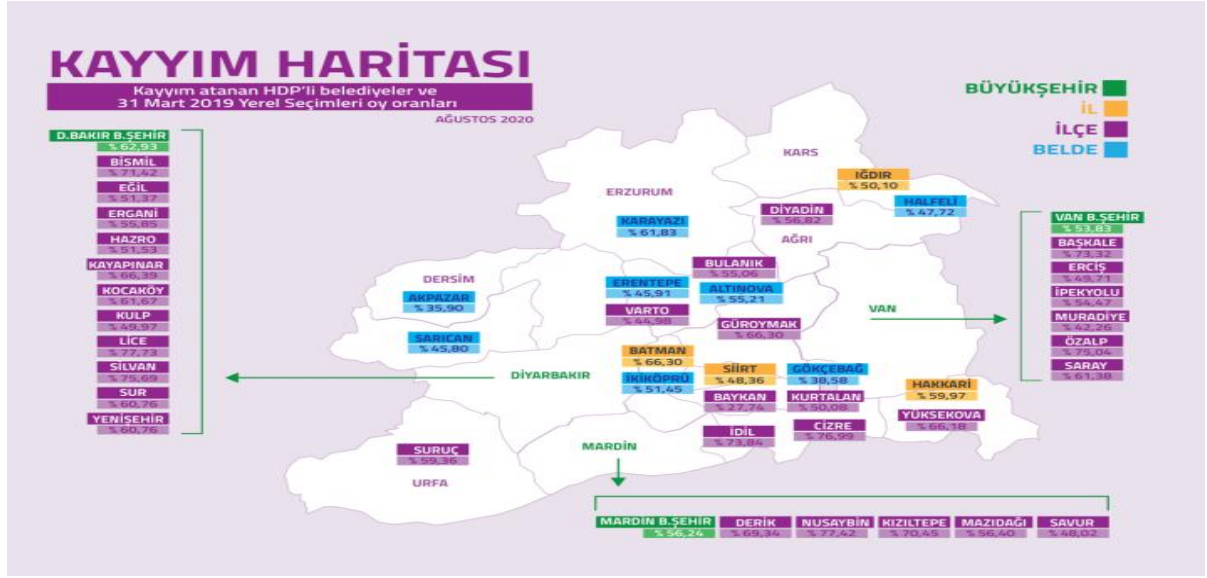 KAYYIM HARİTASI
Kayyım atanan HDP'li belediyeler ve
31 Mart 2019 Yerel Seçimleri oy oranları
AĞUSTOS 2020
BÜYÜKŞEHİR
İL
İLÇE
BELDE
D.BAKIR B.ŞEHİR
% 62,93
BİSMİL
% 71,42
EĞİL
% 51,37
ERGANİ
% 55,85
HAZRO
% 51,53
KAYAPINAR
% 66,39
KOCAKÖY
% 61,67
KULP
% 49,97
LİCE
% 77,73
SİLVAN
% 75,69
SUR
% 60,76
YENİŞEHİR
% 60,76
KARS
IĞDIR
% 50,10
HALFELİ
% 47,72
ERZURUM
KARAYAZI
% 61,83
DİYADİN
% 56,82
AĞRI
BULANIK
% 55,06
DERSİM
AKPAZAR
% 35,90
ERENTEPE
% 45,91
ALTINOVA
% 55,21
VARTO
% 44,98
GÜROYMAK
% 66,30
SARICAN
% 45,80
VAN
DİYARBAKIR
BATMAN
% 66,30
İKİKÖPRÜ
% 51,45
SİİRT
% 48,36
GÖKÇEBAĞ
% 38,58
BAYKAN
% 27,74
KURTALAN
% 50,08
HAKKARİ
% 59,97
YÜKSEKOVA
% 66,18
İDİL
% 73,84
CİZRE
% 76,99
MARDİN
SURUÇ
% 59,36
URFA
VAN B.ŞEHİR
% 53,83
BAŞKALE
% 73,32
ERCİŞ
% 49,71
İPEKYOLU
% 54,47
MURADİYE
% 42,26
ÖZALP
% 75,04
SARAY
% 61,38
MARDİN B.ŞEHİR DERİK NUSAYBİN KIZILTEPE MAZIDAĞI SAVUR
% 56,24 % 69,34 % 77,42 % 70,45 % 56,40 % 48,02